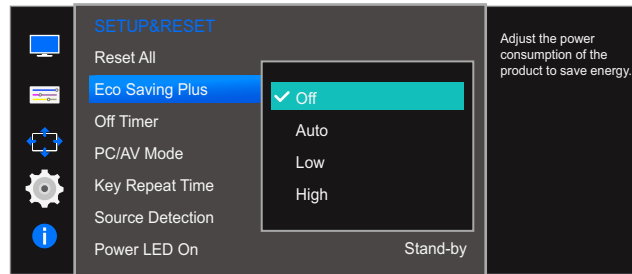 SETUP&RESET
Reset All
Eco Saving Plus
Off Timer
PC/AV Mode
Key Repeat Time
Source Detection
Power LED On
Stand-by
Off
Auto
Low
High
Adjust the power
consumption of the
product to save energy.